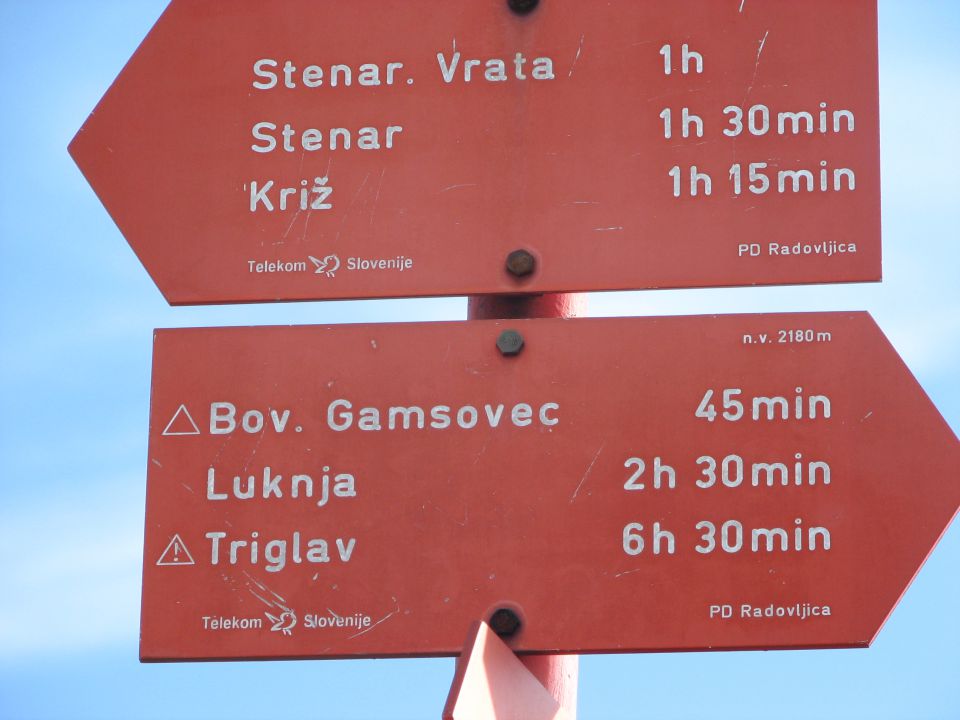 Stenar. Vrata 1h
Stenar 1h 30min
Križ 1h 15min
Telekom Slovenije PD Radovljica
n.v. 2180m
Bov. Gamsovec 45min
Luknja 2h 30min
! Triglav 6h 30min
Telekom Slovenije PD Radovljica